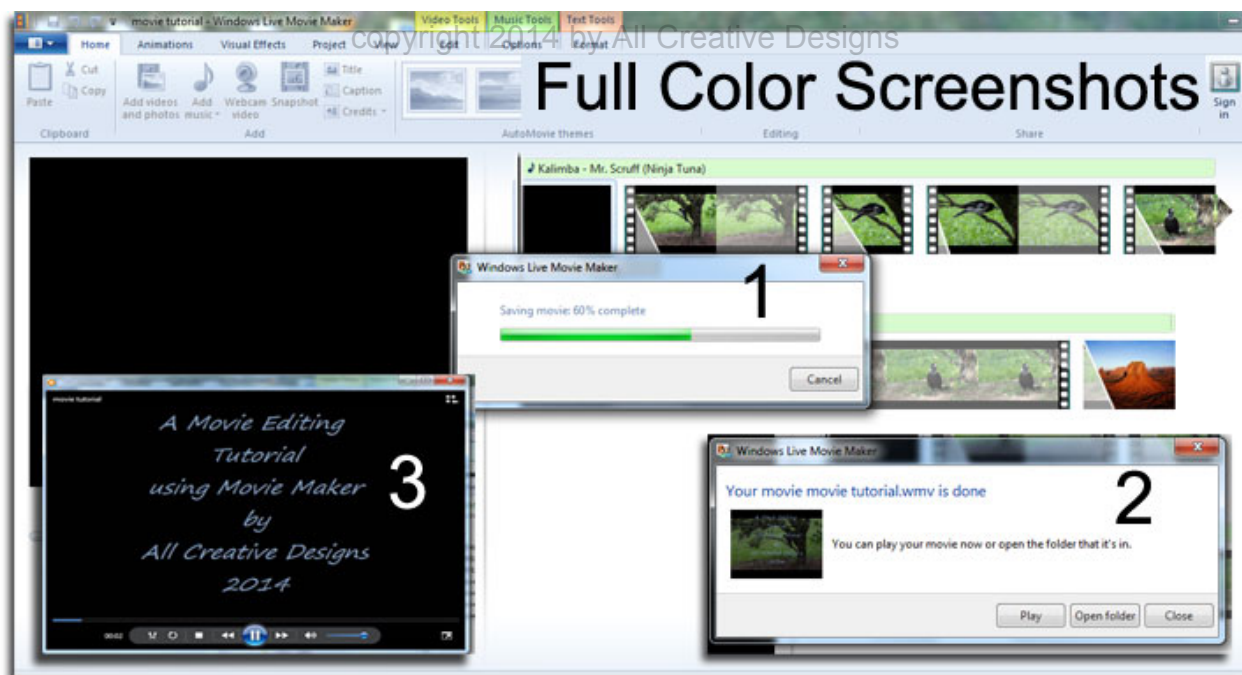 movie tutorial - Windows Live Movie Maker
Video Tools Music Tools Text Tools
copyright 2014 by All Creative Designs
Home Animations Visual Effects Project View Edit Options Format
Full Color Screenshots
Paste
Cut
Copy
Clipboard
Add videos and photos
Add music
Webcam video
Snapshot
Title
Caption
Credits
Add
AutoMovie themes
Editing
Share
Sign in
Kalimba - Mr. Scruff (Ninja Tuna)
Windows Live Movie Maker
1
Saving movie: 60% complete
Cancel
movie tutorial
A Movie Editing
Tutorial
using Movie Maker
by
All Creative Designs
2014
3
00:02
Windows Live Movie Maker
2
Your movie movie tutorial.wmv is done
You can play your movie now or open the folder that it's in.
Play Open folder Close